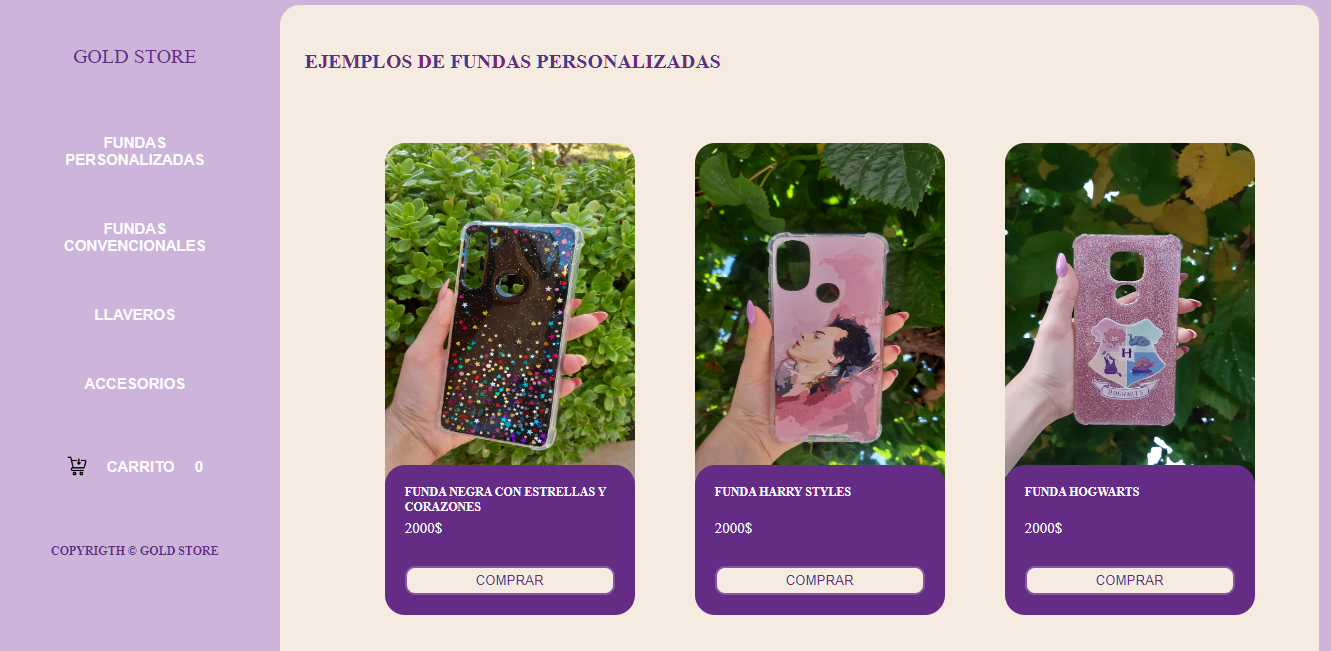 GOLD STORE
FUNDAS
PERSONALIZADAS
FUNDAS
CONVENCIONALES
LLAVEROS
ACCESORIOS
CARRITO 0
COPYRIGTH © GOLD STORE
EJEMPLOS DE FUNDAS PERSONALIZADAS
H
HOGWARTS
FUNDA NEGRA CON ESTRELLAS Y
CORAZONES
2000$
COMPRAR
FUNDA HARRY STYLES
2000$
COMPRAR
FUNDA HOGWARTS
2000$
COMPRAR